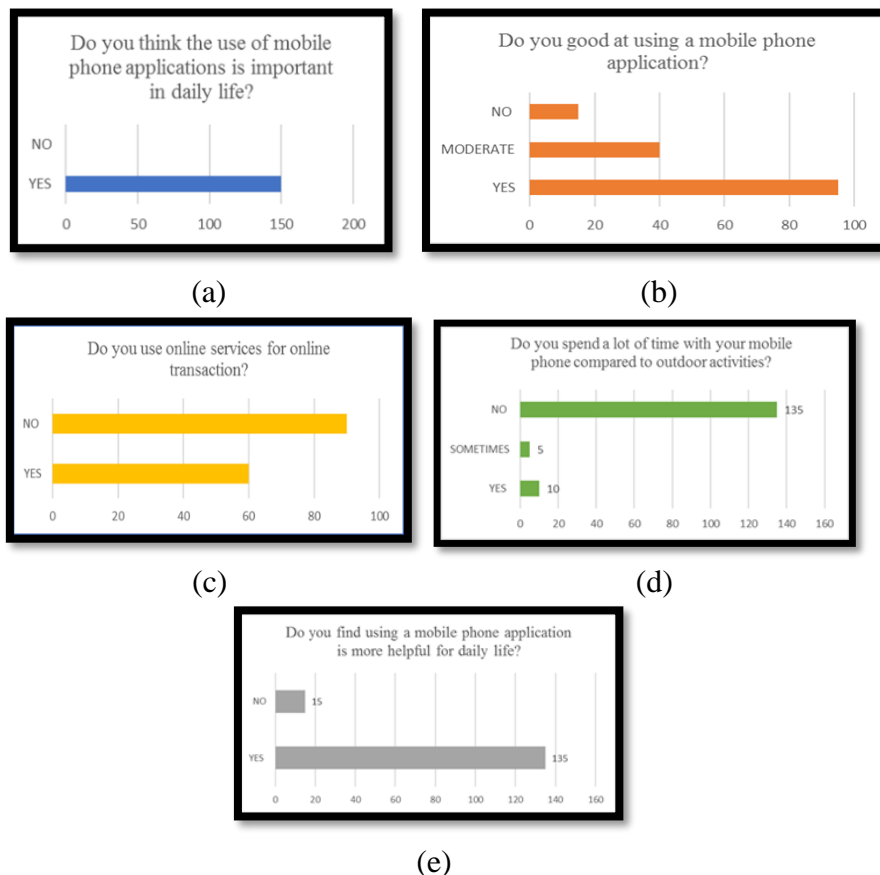 Do you think the use of mobile
phone applications is important
in daily life?
NO
YES
0 50 100 150 200
(a)
Do you good at using a mobile phone
application?
NO
MODERATE
YES
0 20 40 60 80 100
(b)
Do you use online services for online
transaction?
NO
YES
0 20 40 60 80 100
(c)
Do you spend a lot of time with your mobile
phone compared to outdoor activities?
NO 135
SOMETIMES 5
YES 10
0 20 40 60 80 100 120 140 160
(d)
Do you find using a mobile phone application
is more helpful for daily life?
NO 15
YES 135
0 20 40 60 80 100 120 140 160
(e)